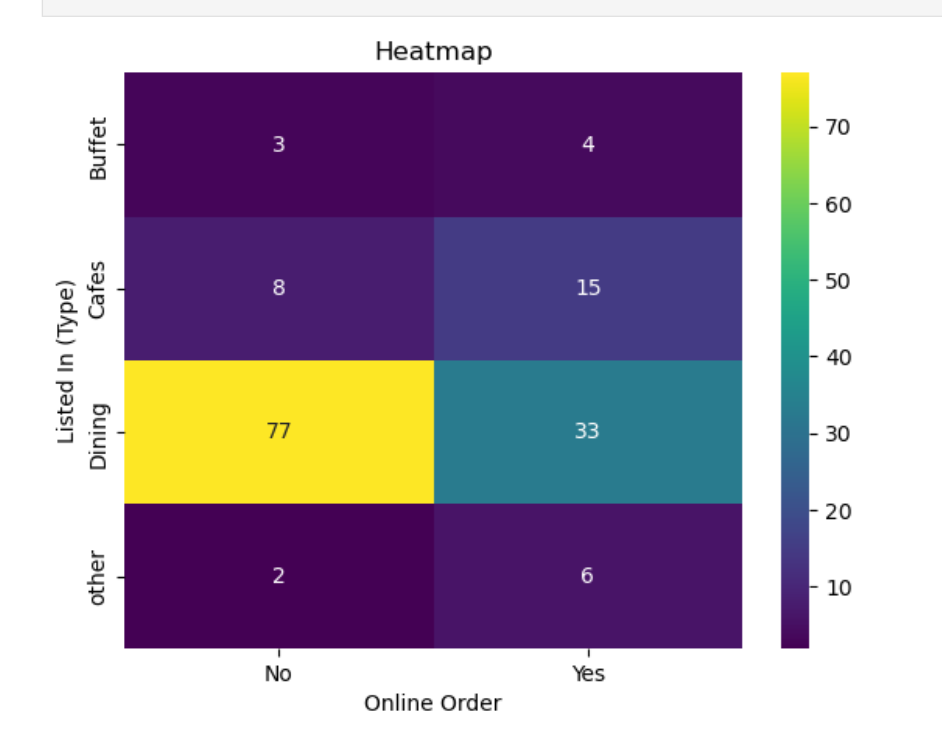 Heatmap
Buffet
3 4
70
60
Listed In (Type)
Cafes
8 15
50
40
Dining
77 33
30
20
other
2 6
10
No Yes
Online Order